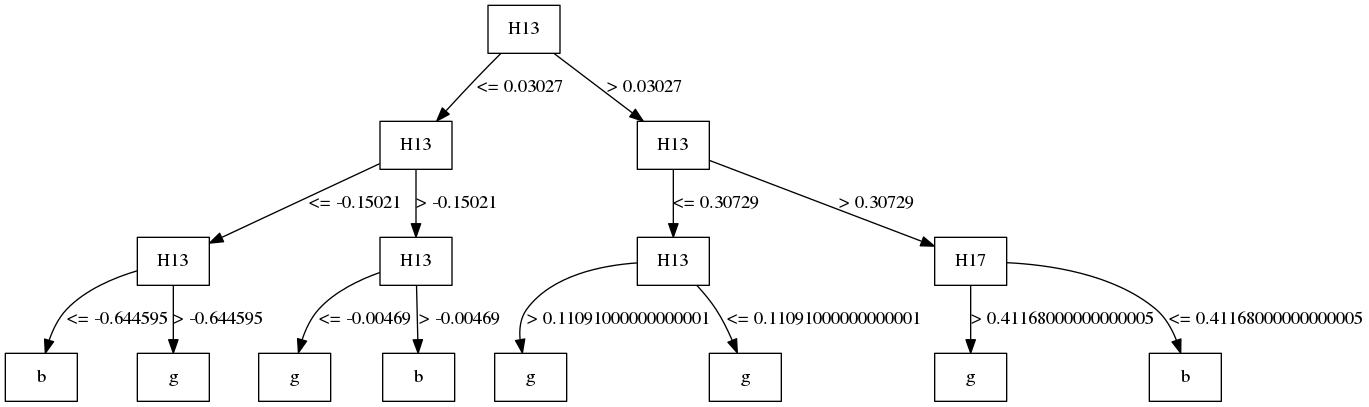 H13
<= 0.03027
> 0.03027
H13
H13
<= -0.15021
> -0.15021
<= 0.30729
> 0.30729
H13
H13
H13
H17
<= -0.644595
> -0.644595
<= -0.00469
> -0.00469
> 0.11091000000000001
<= 0.11091000000000001
> 0.41168000000000005
<= 0.41168000000000005
b
g
g
b
g
g
g
b